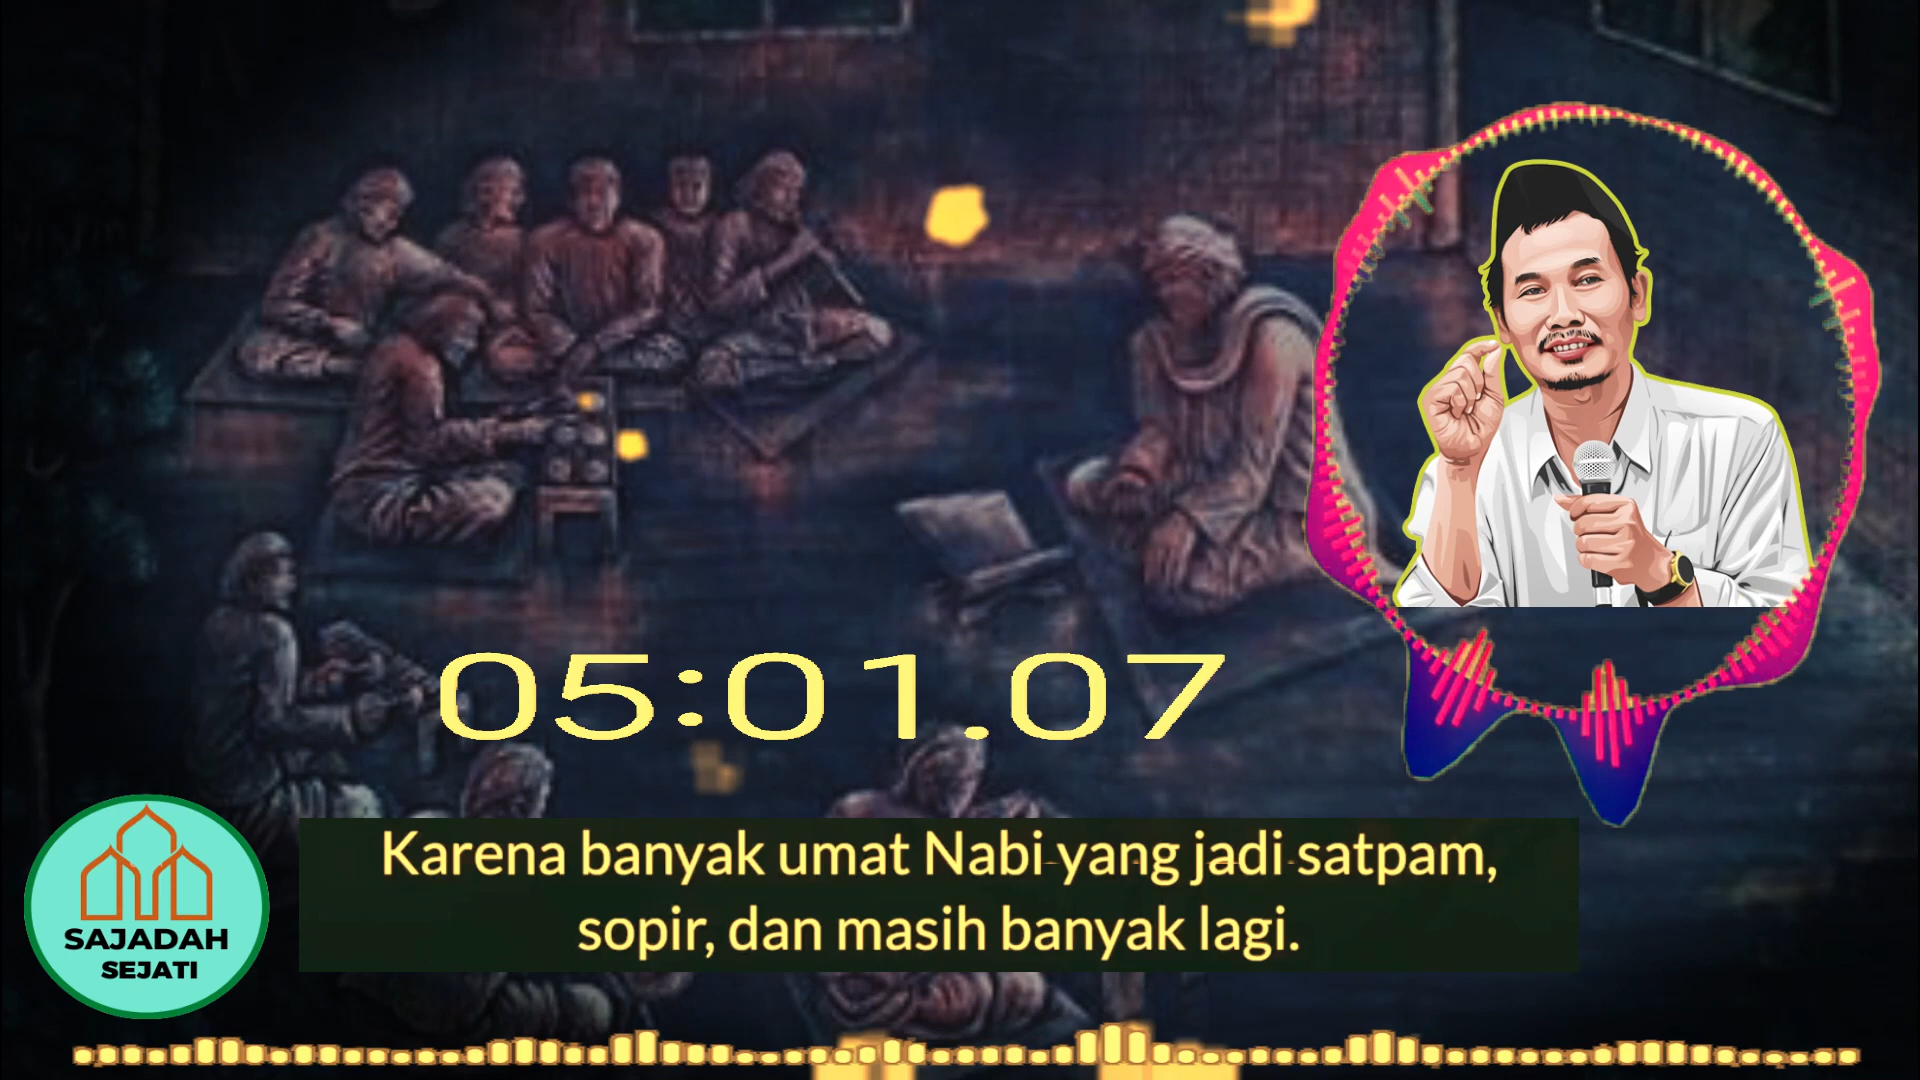 05:01.07
Karena banyak umat Nabi yang jadi satpam,
sopir, dan masih banyak lagi.
SAJADAH
SEJATI